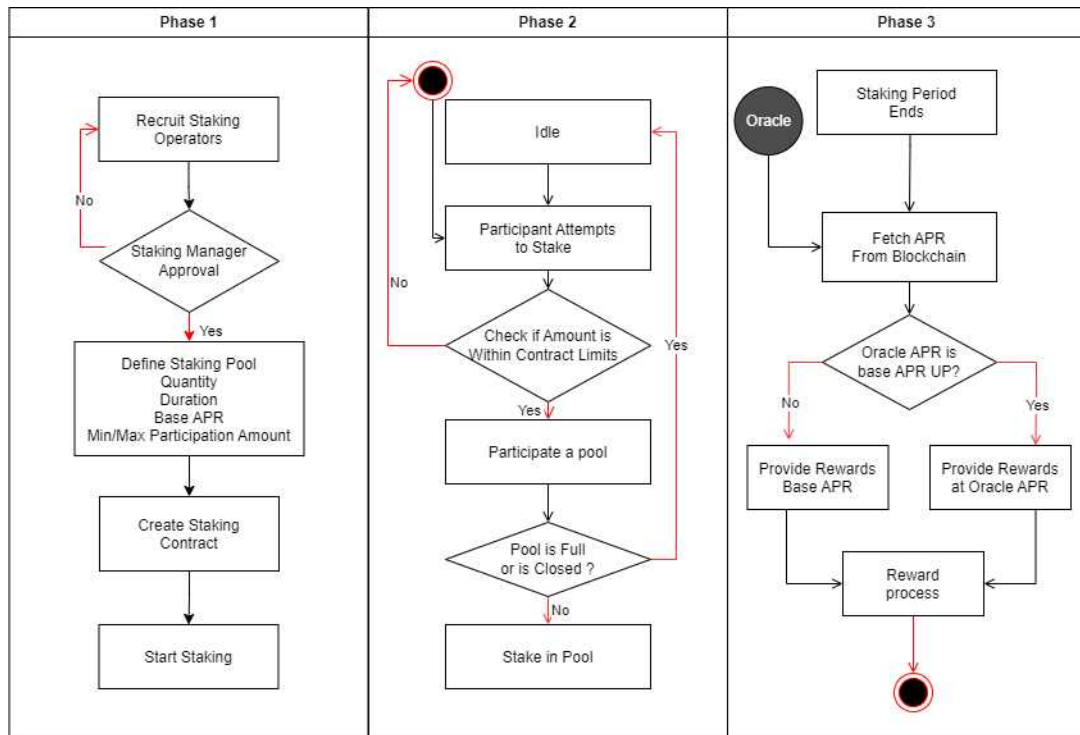 Phase 1
Recruit Staking
Operators
No
Staking Manager
Approval
Yes
Define Staking Pool
Quantity
Duration
Base APR
Min/Max Participation Amount
Create Staking
Contract
Start Staking
Phase 2
Idle
Participant Attempts
to Stake
No
Check if Amount is
Within Contract Limits
Yes
Yes
Participate a pool
Pool is Full
or is Closed ?
No
Stake in Pool
Phase 3
Oracle
Staking Period
Ends
Fetch APR
From Blockchain
Oracle APR is
base APR UP?
No
Yes
Provide Rewards
Base APR
Provide Rewards
at Oracle APR
Reward
process